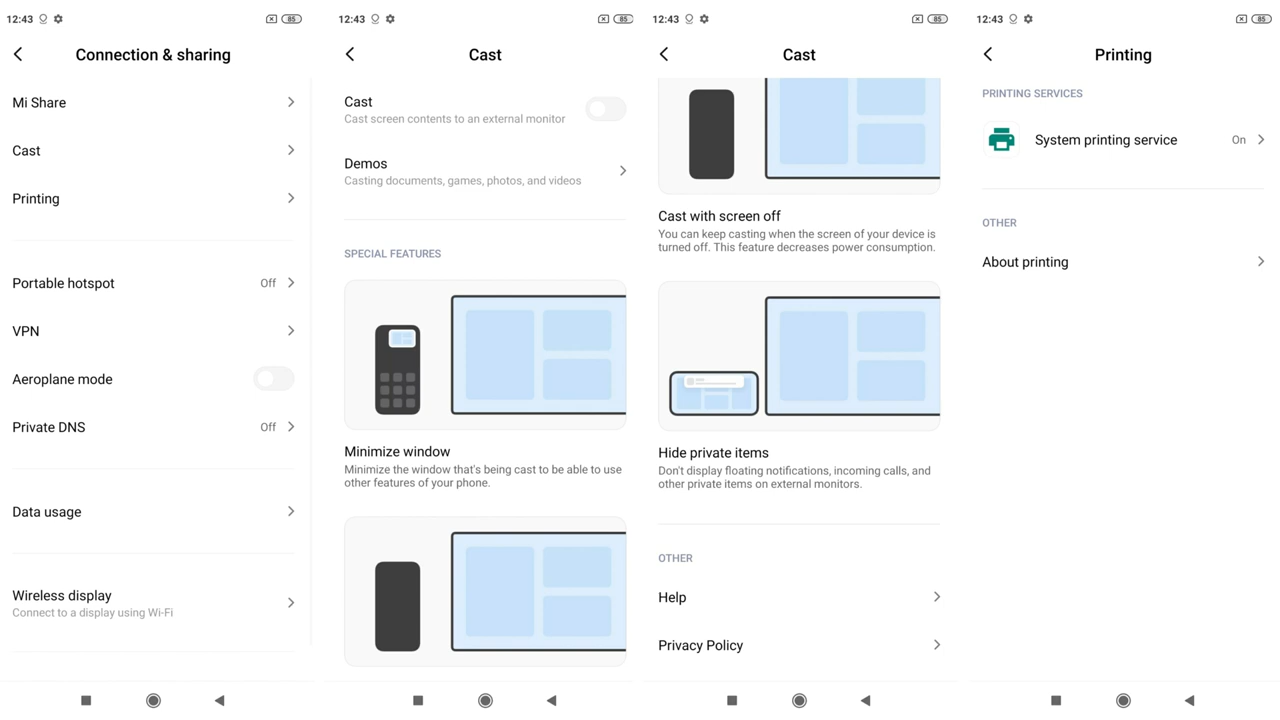 12:43
85
Connection & sharing
Mi Share
Cast
Printing
Portable hotspot
Off
VPN
Aeroplane mode
Private DNS
Off
Data usage
Wireless display
Connect to a display using Wi-Fi
12:43
85
Cast
Cast
Cast screen contents to an external monitor
Demos
Casting documents, games, photos, and videos
SPECIAL FEATURES
Minimize window
Minimize the window that's being cast to be able to use
other features of your phone.
12:43
85
Cast
Cast with screen off
You can keep casting when the screen of your device is
turned off. This feature decreases power consumption.
Hide private items
Don't display floating notifications, incoming calls, and
other private items on external monitors.
OTHER
Help
Privacy Policy
12:43
85
Printing
PRINTING SERVICES
System printing service
On
OTHER
About printing